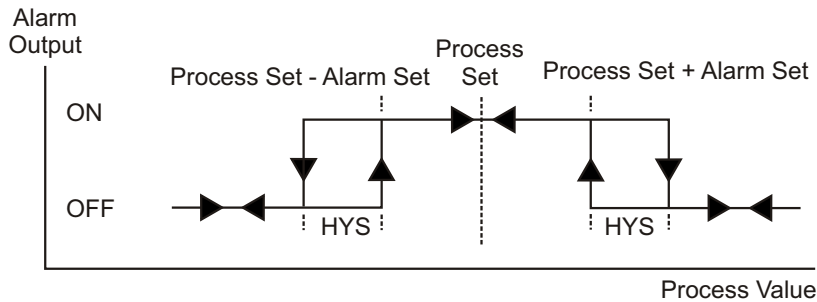 Alarm
Output
Process
Set
Process Set - Alarm Set
Process Set + Alarm Set
ON
OFF
HYS
HYS
Process Value